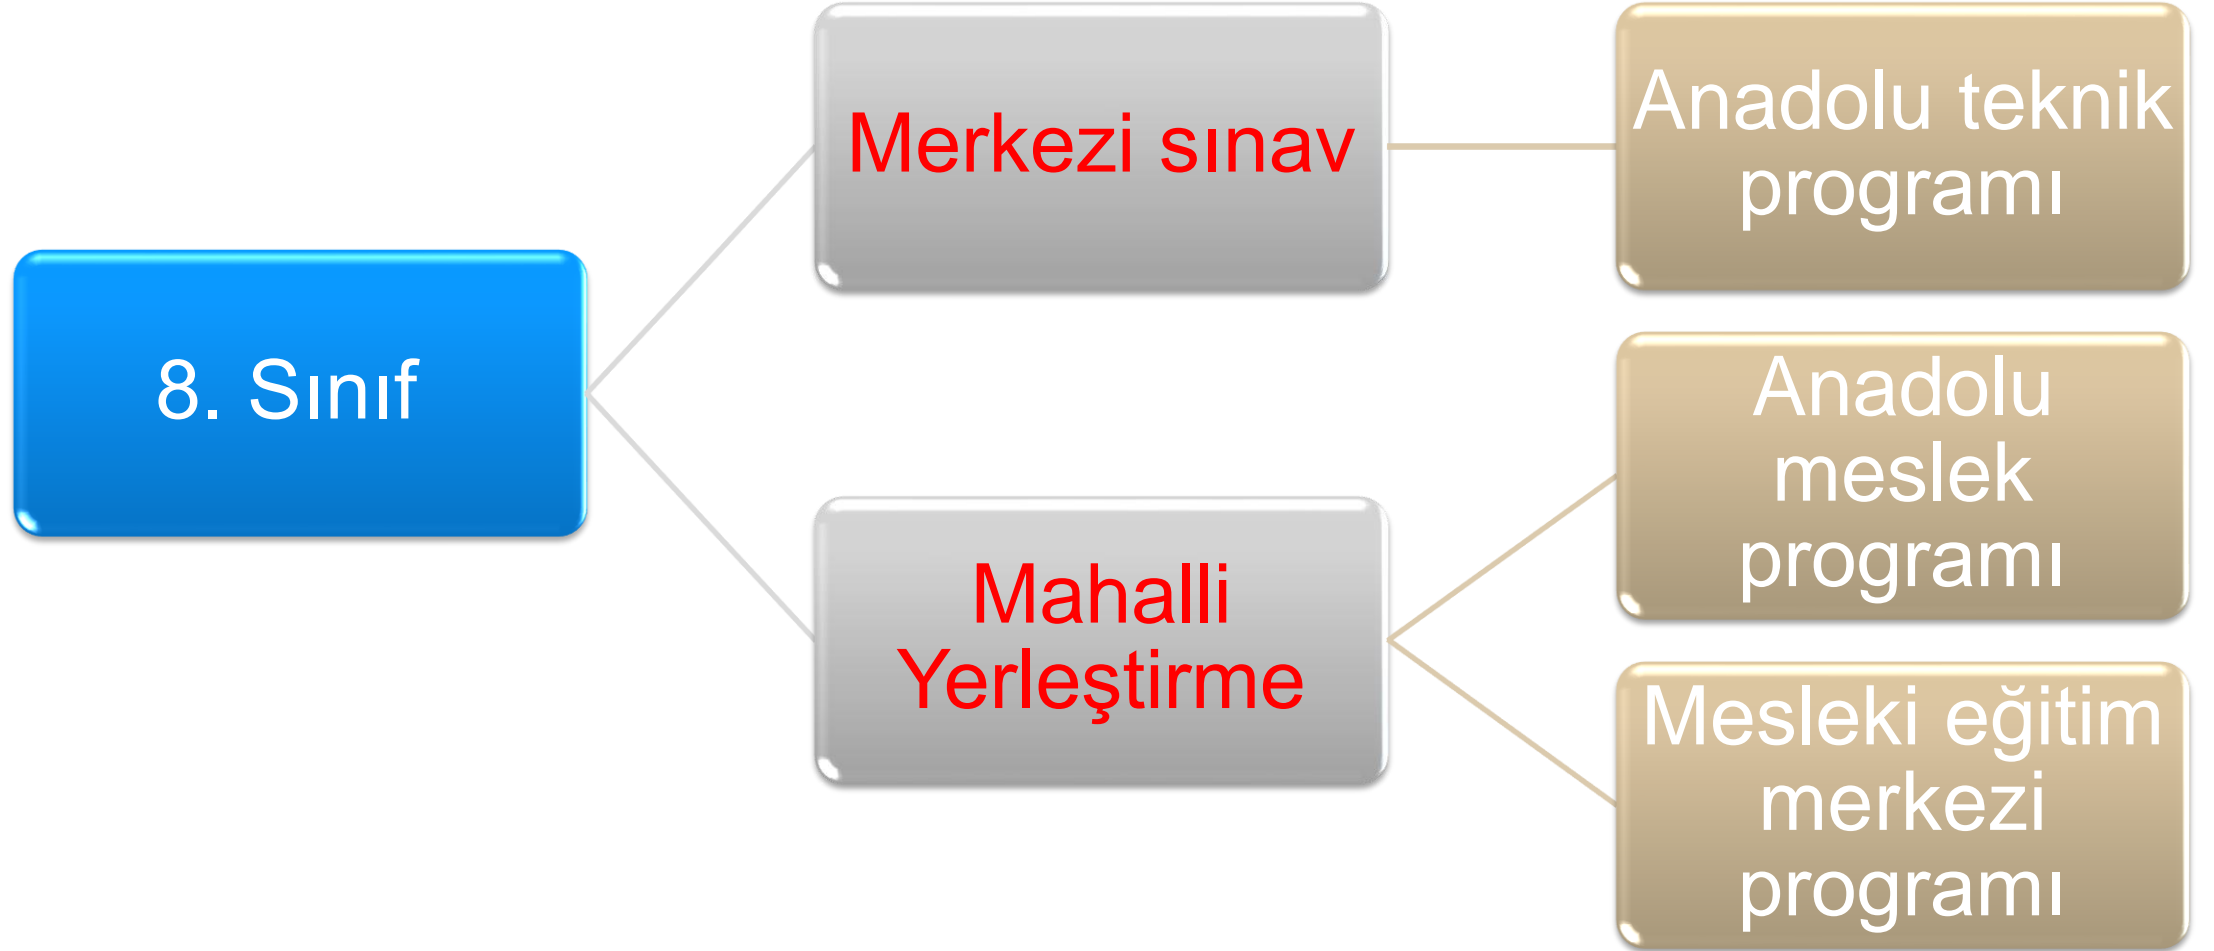 8. Sınıf
Merkezi sınav
Anadolu teknik
programı
Mahalli
Yerleştirme
Anadolu
meslek
programı
Mesleki eğitim
merkezi
programı